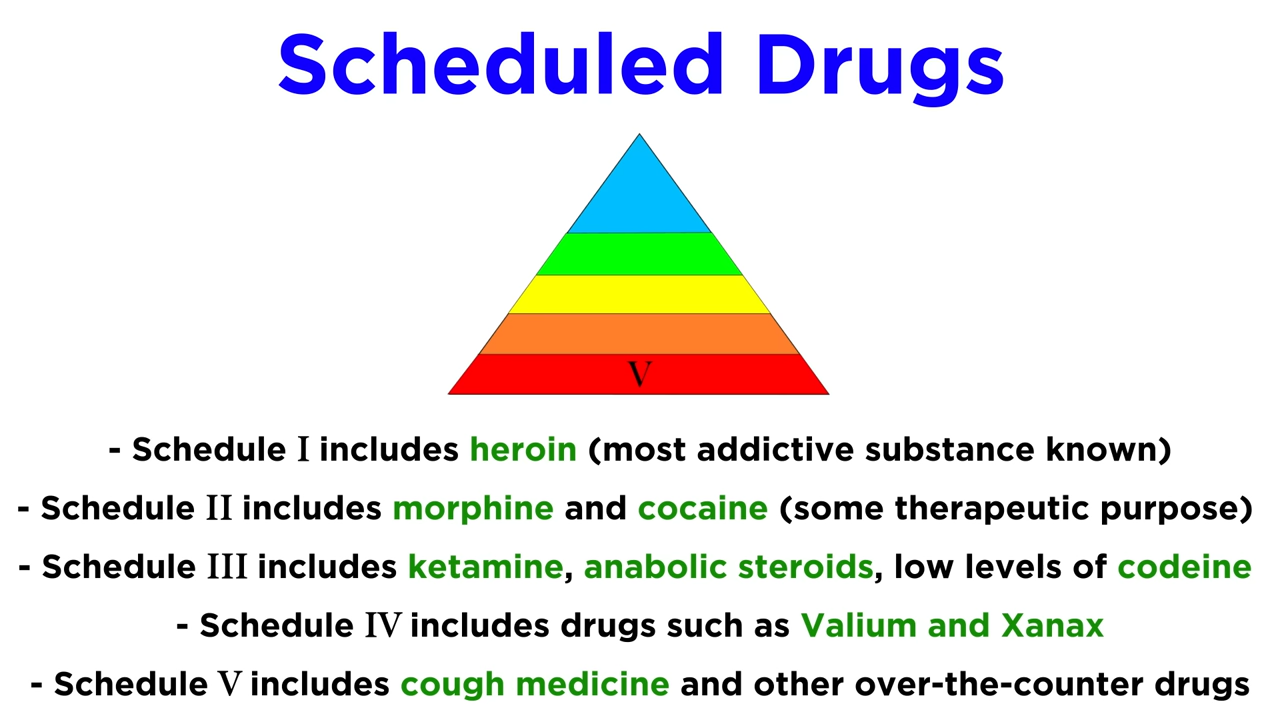 Scheduled Drugs
V
- Schedule I includes heroin (most addictive substance known)
- Schedule II includes morphine and cocaine (some therapeutic purpose)
- Schedule III includes ketamine, anabolic steroids, low levels of codeine
- Schedule IV includes drugs such as Valium and Xanax
- Schedule V includes cough medicine and other over-the-counter drugs